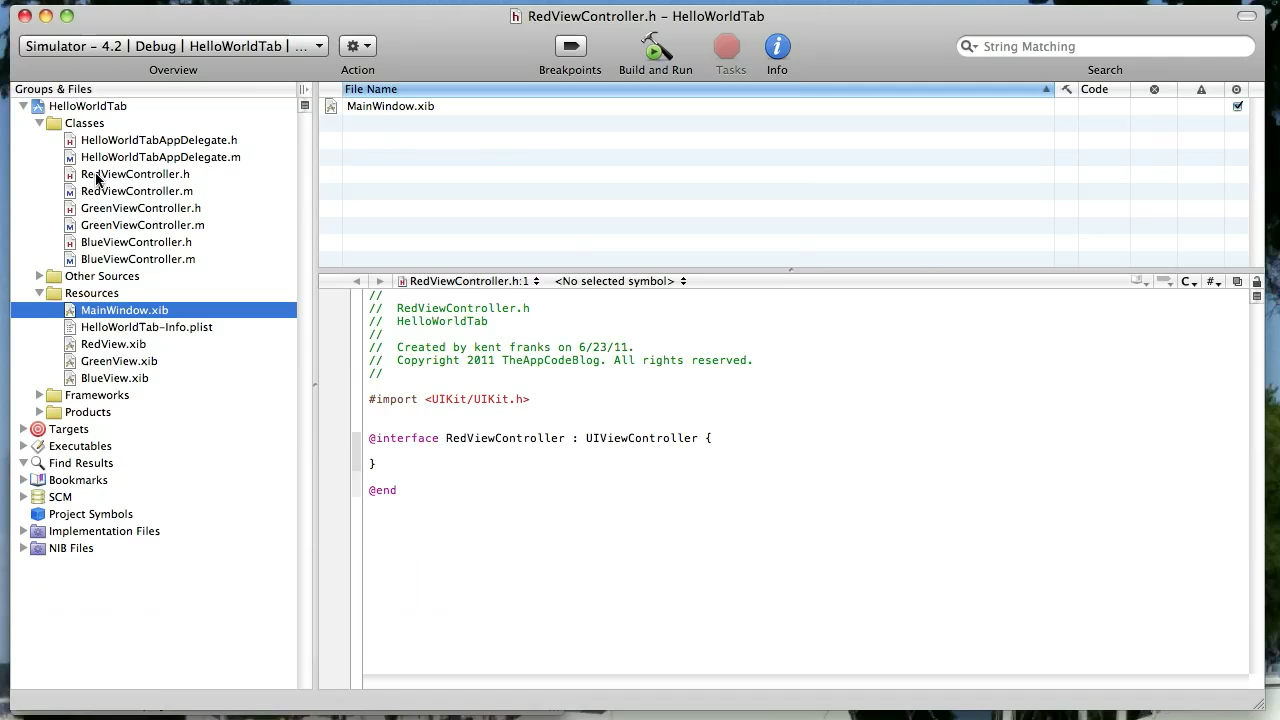 RedViewController.h - HelloWorldTab
Simulator - 4.2 | Debug | HelloWorldTab | ...
Overview
Action
Breakpoints
Build and Run
Tasks
Info
String Matching
Search
Groups & Files
HelloWorldTab
Classes
HelloWorldTabAppDelegate.h
HelloWorldTabAppDelegate.m
RedViewController.h
RedViewController.m
GreenViewController.h
GreenViewController.m
BlueViewController.h
BlueViewController.m
Other Sources
Resources
MainWindow.xib
HelloWorldTab-Info.plist
RedView.xib
GreenView.xib
BlueView.xib
Frameworks
Products
Targets
Executables
Find Results
Bookmarks
SCM
Project Symbols
Implementation Files
NIB Files
File Name
Code
MainWindow.xib
RedViewController.h:1
<No selected symbol>
C
#
//
// RedViewController.h
// HelloWorldTab
//
// Created by kent franks on 6/23/11.
// Copyright 2011 TheAppCodeBlog. All rights reserved.
//
#import <UIKit/UIKit.h>
@interface RedViewController : UIViewController {
}
@end